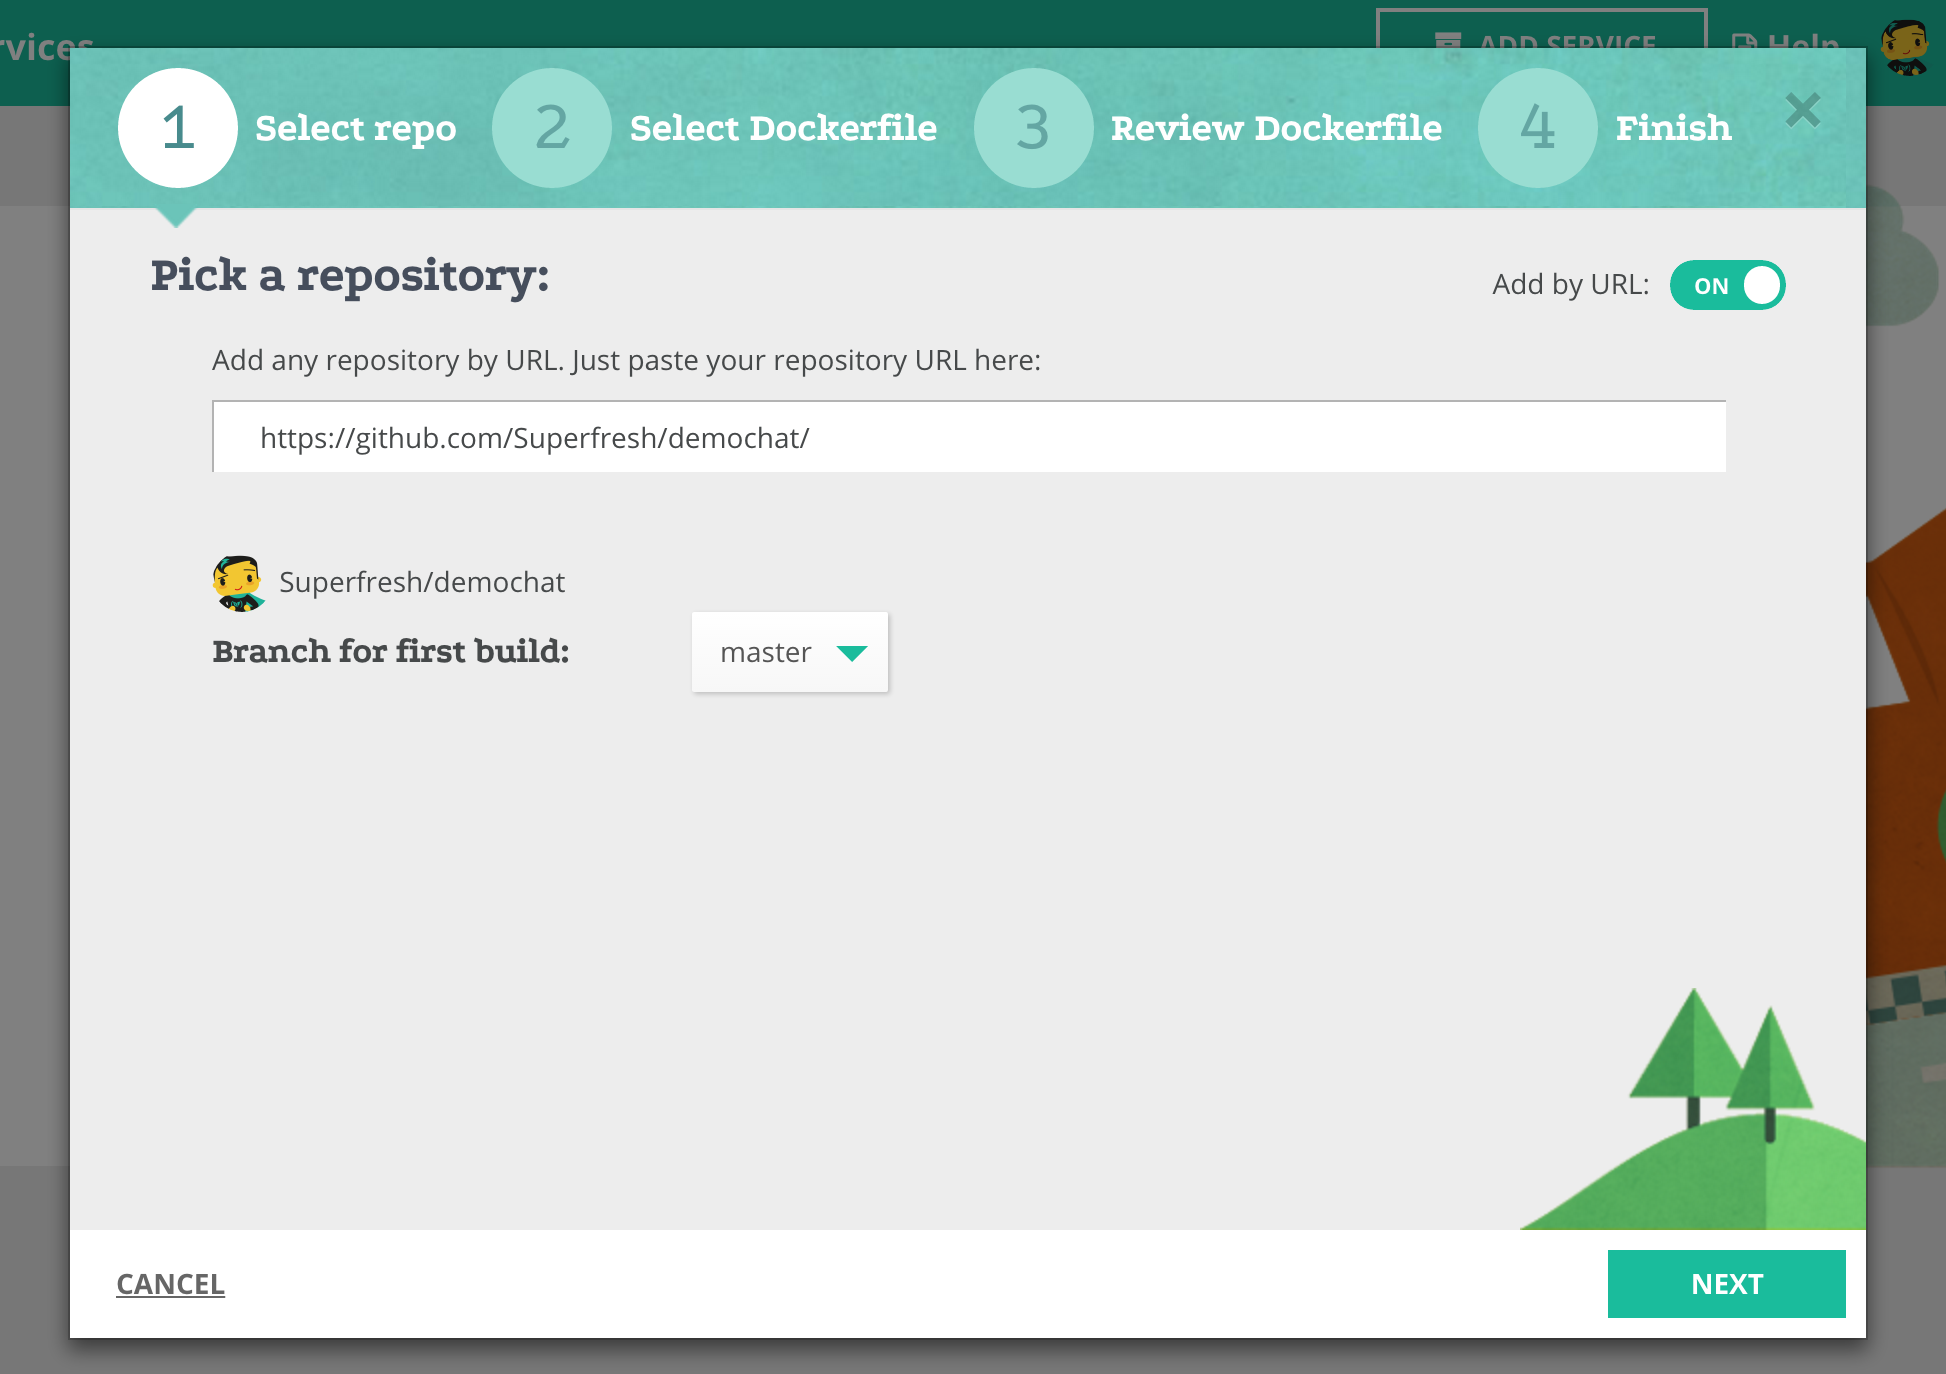 rvices
ADD SERVICE
Help
1 Select repo
2 Select Dockerfile
3 Review Dockerfile
4 Finish
Pick a repository:
Add by URL: ON
Add any repository by URL. Just paste your repository URL here:
https://github.com/Superfresh/demochat/
Superfresh/demochat
Branch for first build: master
CANCEL
NEXT